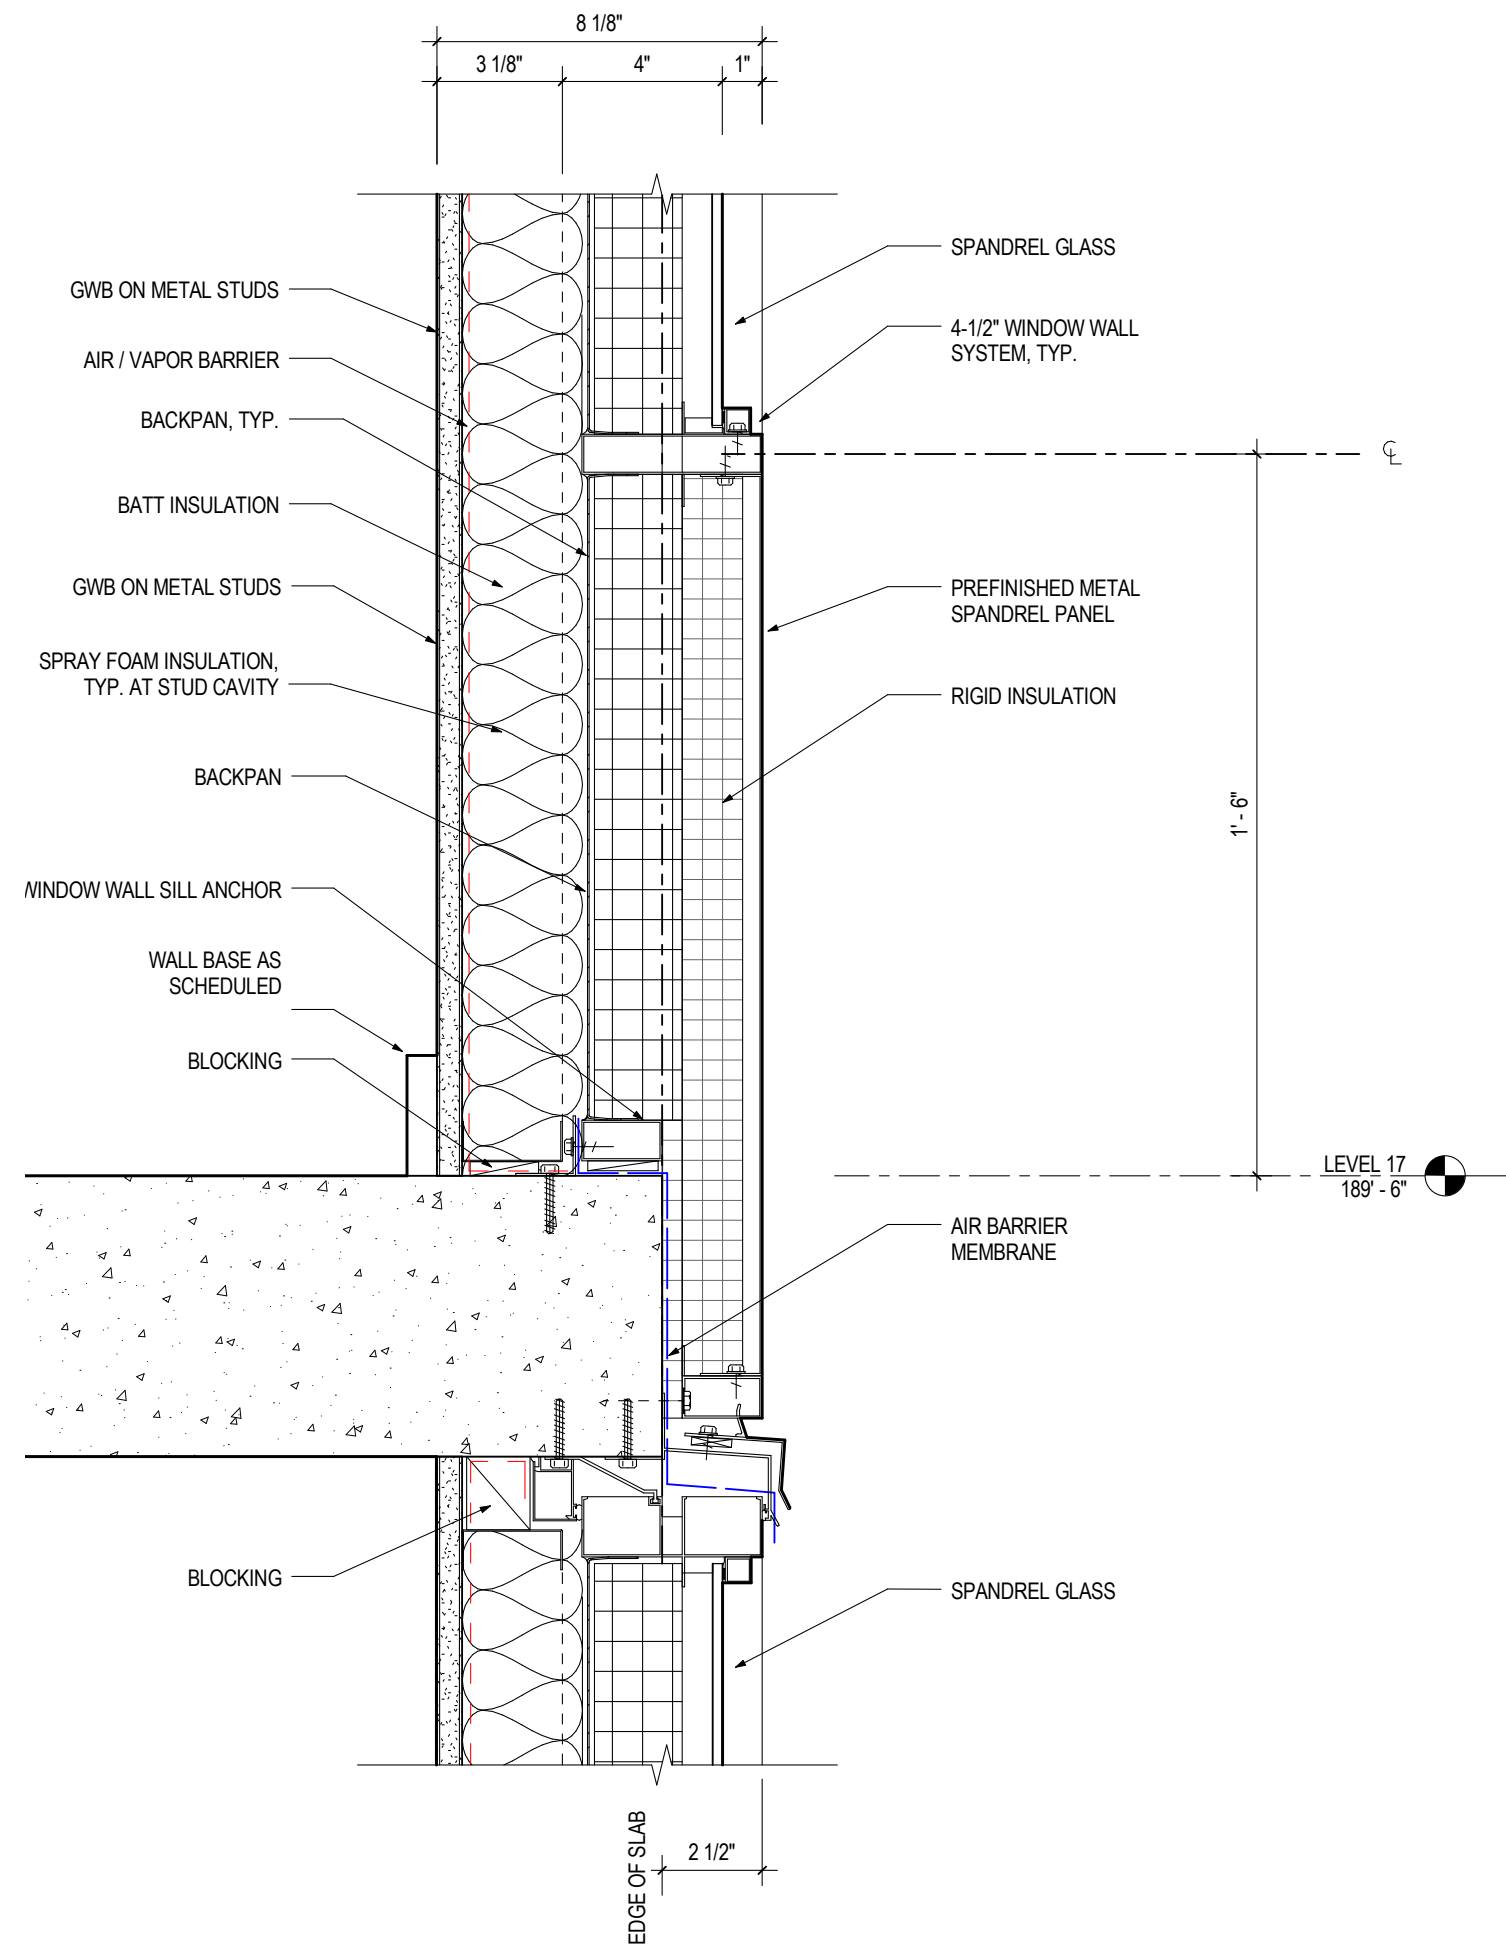 8 1/8"
3 1/8"
4"
1"
SPANDREL GLASS
GWB ON METAL STUDS
4-1/2" WINDOW WALL
SYSTEM, TYP.
AIR / VAPOR BARRIER
BACKPAN, TYP.
CL
BATT INSULATION
GWB ON METAL STUDS
PREFINISHED METAL
SPANDREL PANEL
SPRAY FOAM INSULATION,
TYP. AT STUD CAVITY
RIGID INSULATION
BACKPAN
1' - 6"
WINDOW WALL SILL ANCHOR
WALL BASE AS
SCHEDULED
BLOCKING
LEVEL 17
189' - 6"
AIR BARRIER
MEMBRANE
BLOCKING
SPANDREL GLASS
EDGE OF SLAB
2 1/2"